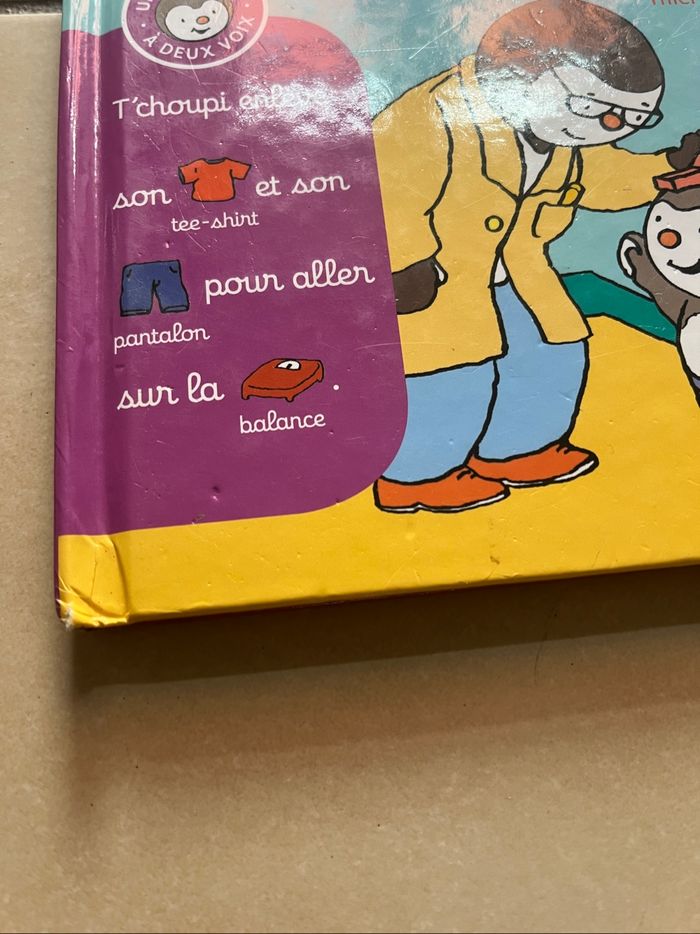 À DEUX VOIX
T'choupi enlève
son et son
tee-shirt
pour aller
pantalon
sur la .
balance